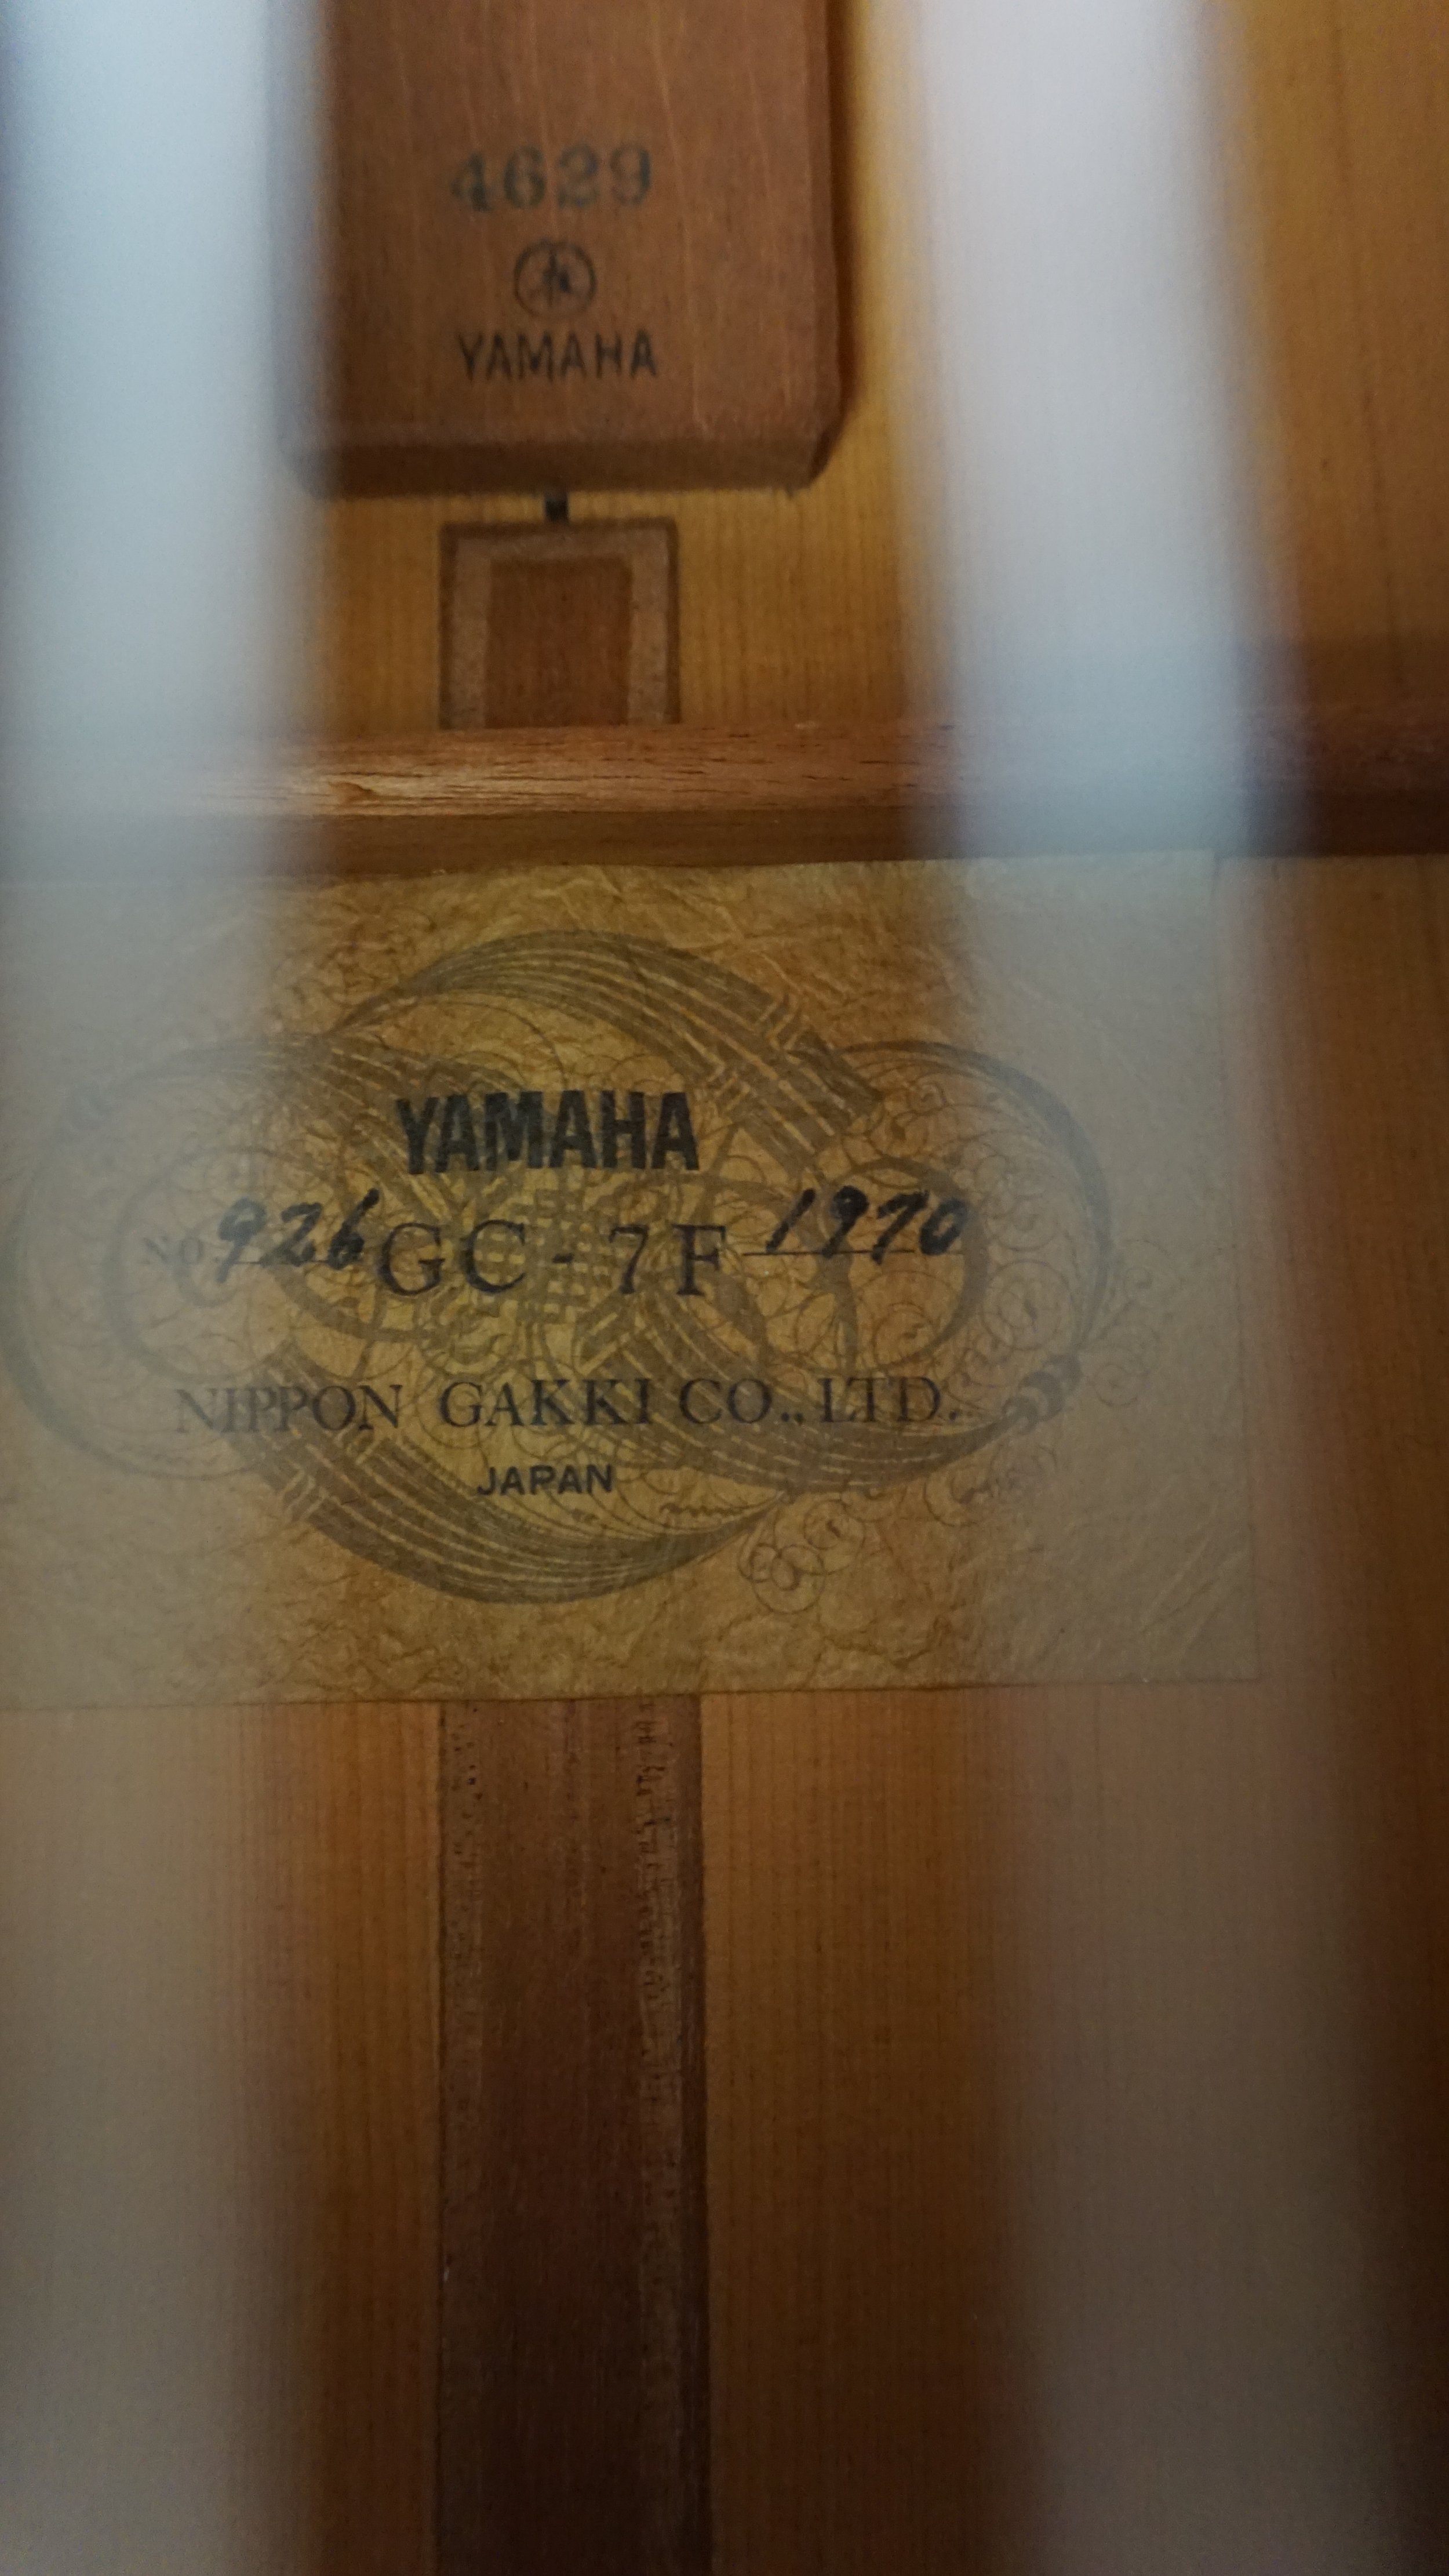 4629
YAMAHA
YAMAHA
NO. 926 GC-7F 1970
NIPPON GAKKI CO., LTD.
JAPAN